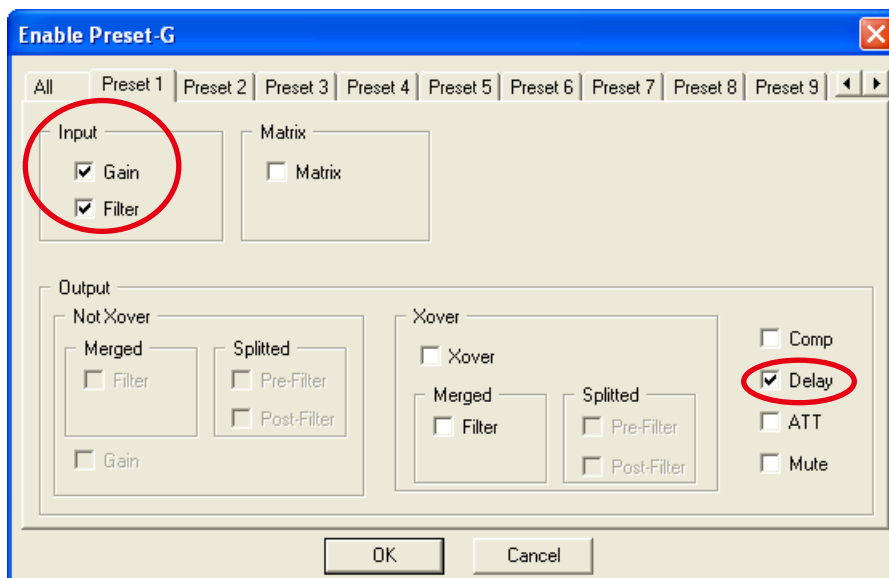 Enable Preset-G
All Preset 1 Preset 2 Preset 3 Preset 4 Preset 5 Preset 6 Preset 7 Preset 8 Preset 9
Input
Gain
Filter
Matrix
Matrix
Output
Not Xover
Merged
Filter
Splitted
Pre-Filter
Post-Filter
Gain
Xover
Xover
Merged
Filter
Splitted
Pre-Filter
Post-Filter
Comp
Delay
ATT
Mute
OK
Cancel